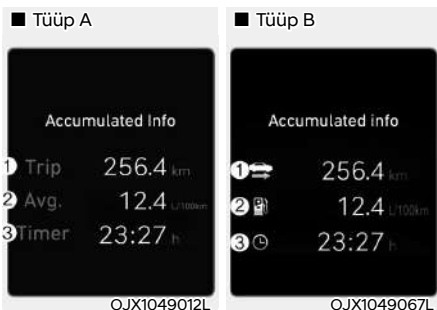 ■ Tüüp A
Accumulated Info
1 Trip 256.4 km
2 Avg. 12.4 L/100km
3 Timer 23:27 h
OJX1049012L
■ Tüüp B
Accumulated info
1 256.4 km
2 12.4 L/100km
3 23:27 h
OJX1049067L